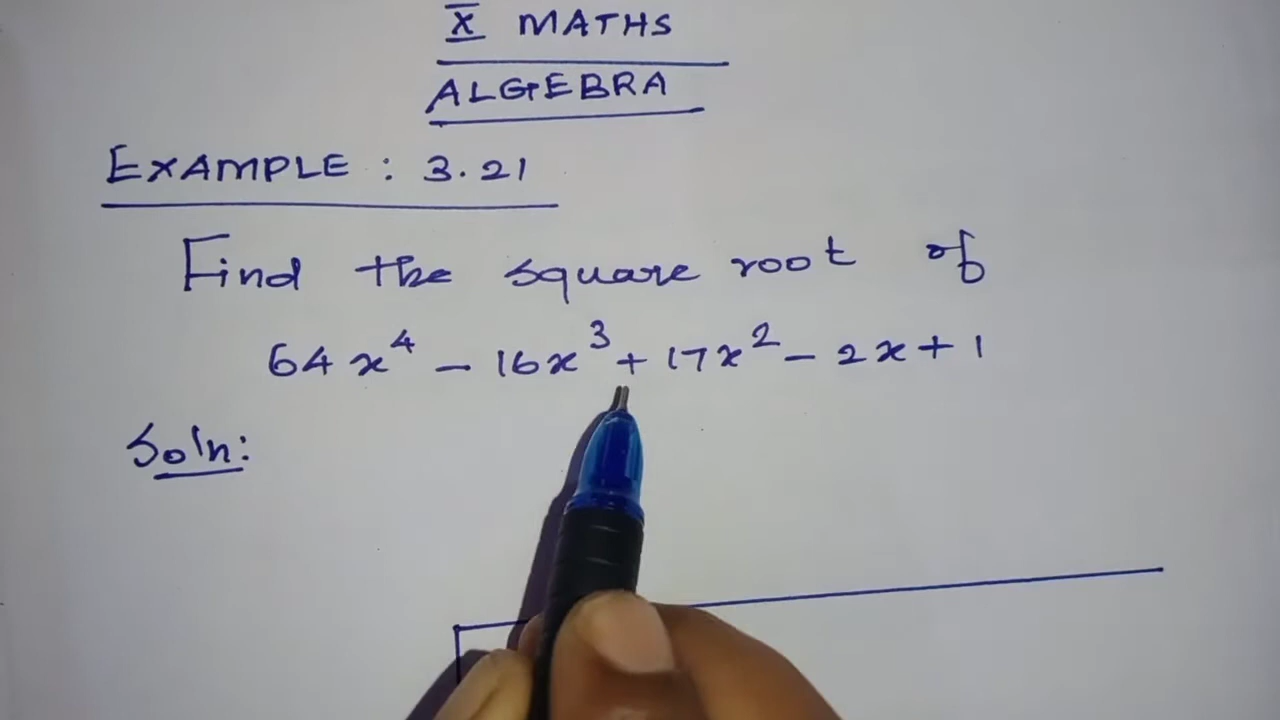 X MATHS
ALGEBRA
EXAMPLE : 3.21
Find the square root of
64x⁴ - 16x³ + 17x² - 2x + 1
Soln: